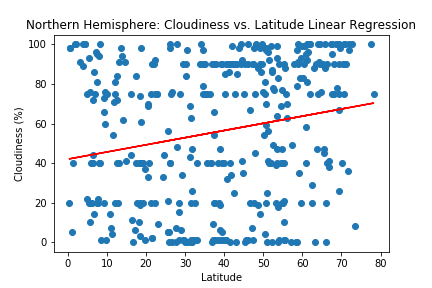 Northern Hemisphere: Cloudiness vs. Latitude Linear Regression
100
80
60
40
20
0
Cloudiness (%)
0 10 20 30 40 50 60 70 80
Latitude